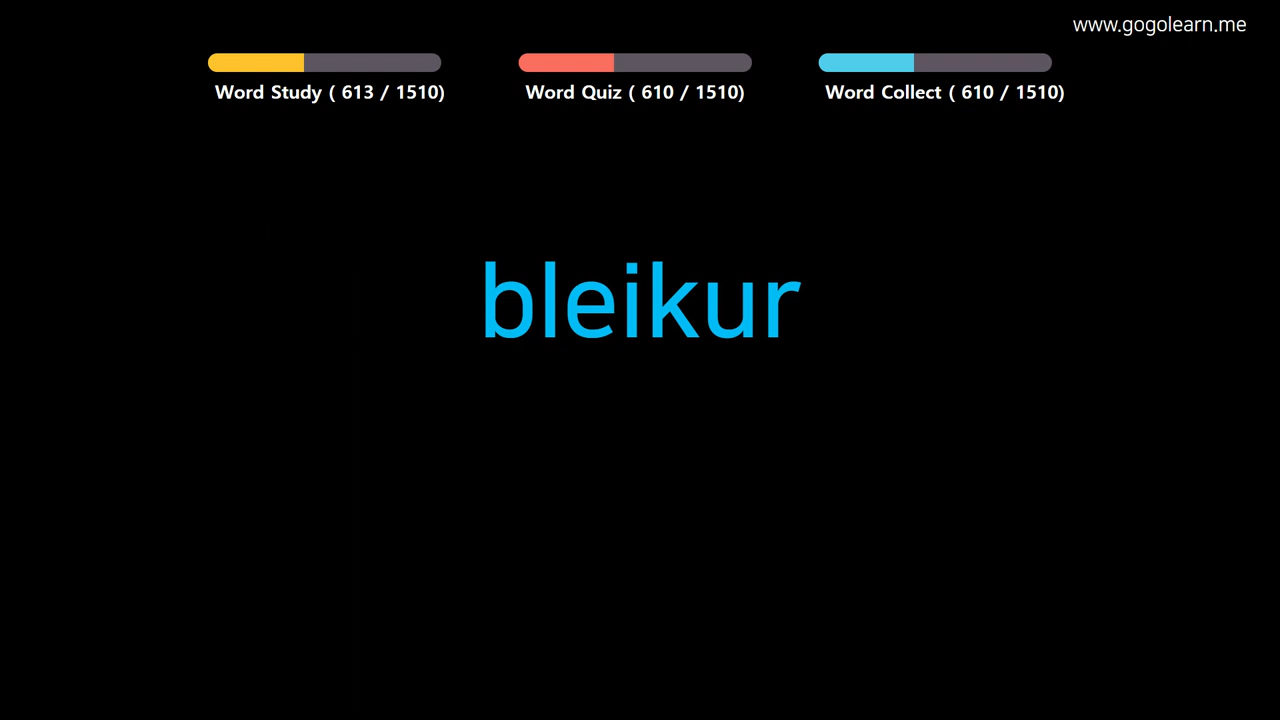 www.gogolearn.me
Word Study ( 613 / 1510)
Word Quiz ( 610 / 1510)
Word Collect ( 610 / 1510)
bleikur